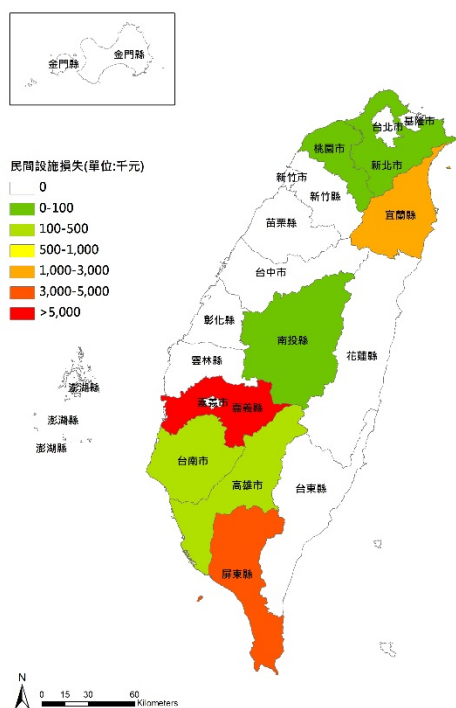 金門縣
金門縣
台北市
基隆市
桃園市
新北市
民間設施損失(單位:千元)
0
0-100
100-500
500-1,000
1,000-3,000
3,000-5,000
>5,000
新竹市
新竹縣
宜蘭縣
苗栗縣
台中市
彰化縣
南投縣
花蓮縣
雲林縣
澎湖縣
嘉義市
嘉義縣
澎湖縣
澎湖縣
台南市
高雄市
台東縣
屏東縣
N
0 15 30 60
Kilometers